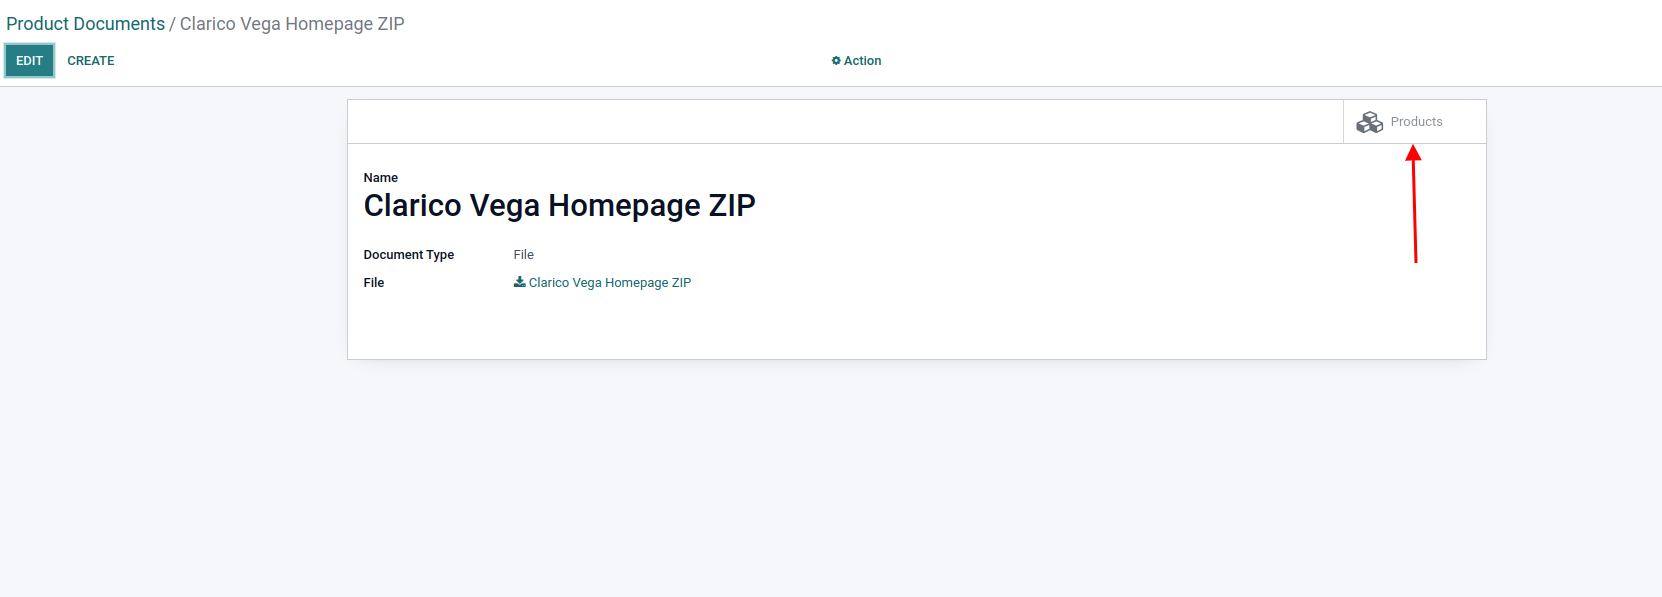 Product Documents / Clarico Vega Homepage ZIP
EDIT CREATE Action
Products
Name
Clarico Vega Homepage ZIP
Document Type File
File Clarico Vega Homepage ZIP